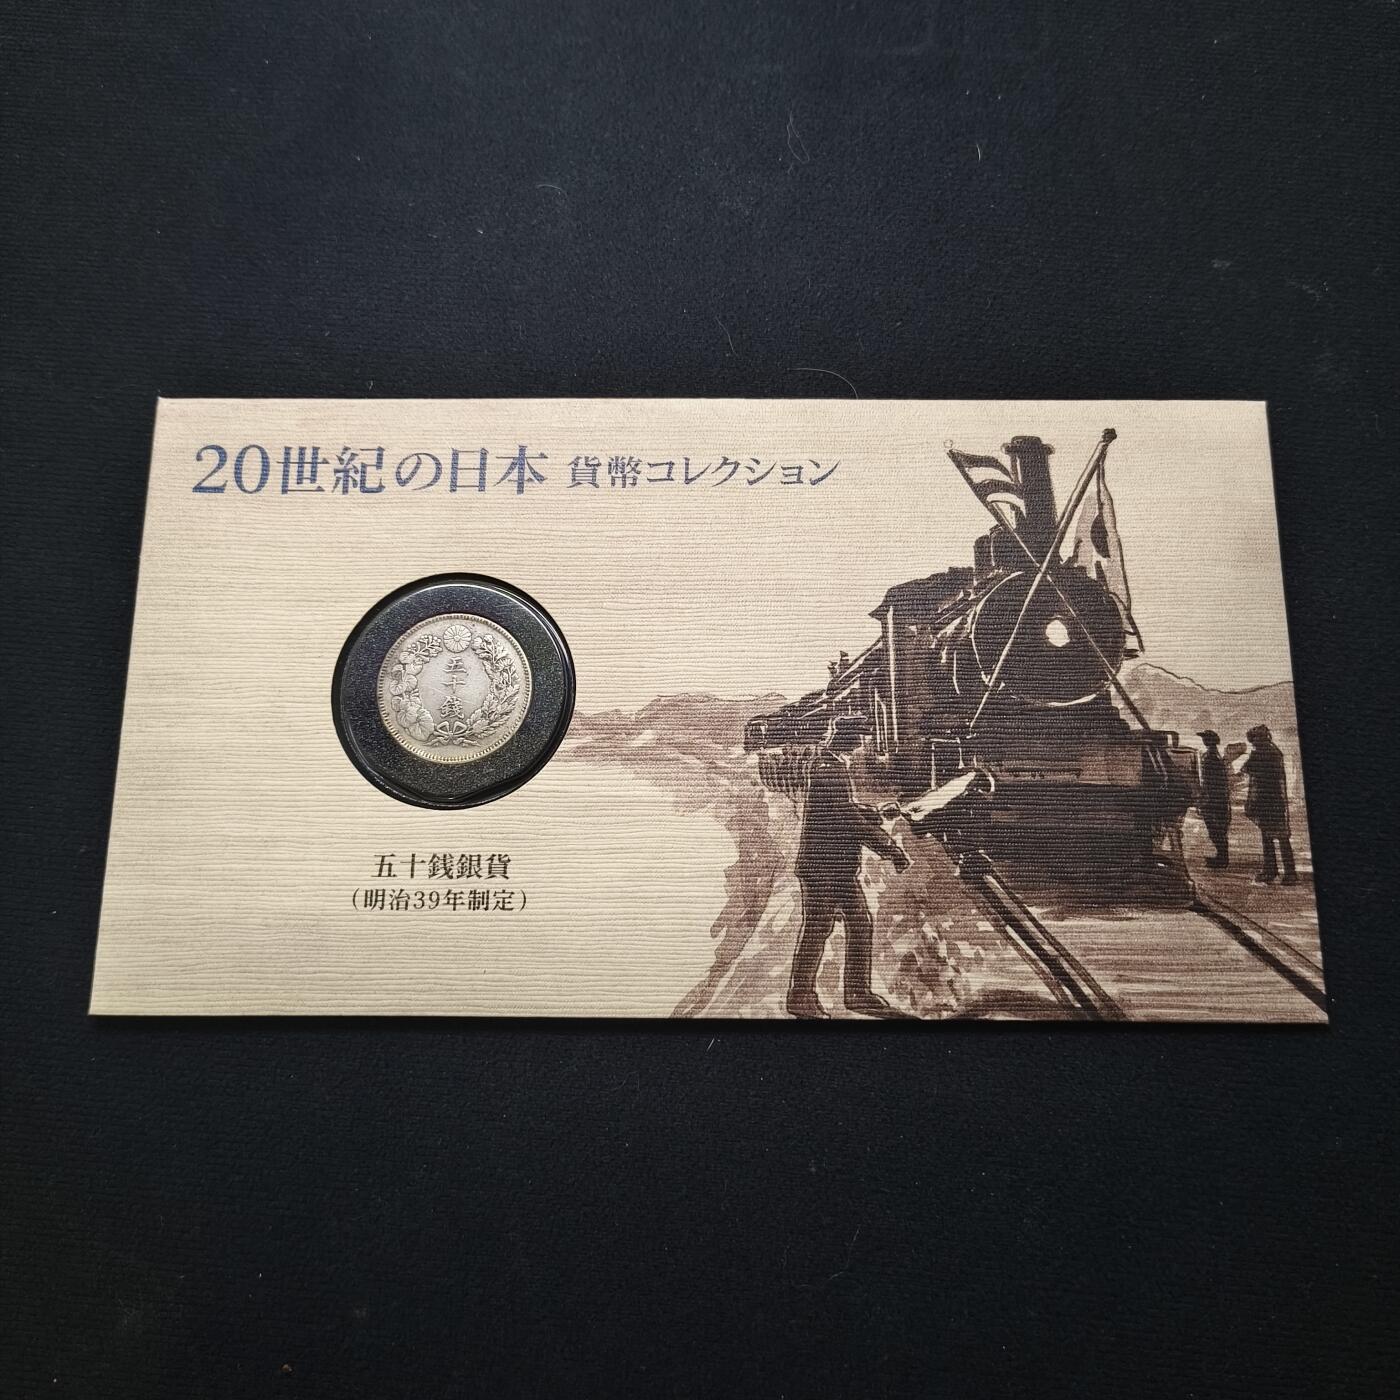 20世紀の日本 貨幣コレクション
五十銭
五十銭銀貨
(明治39年制定)